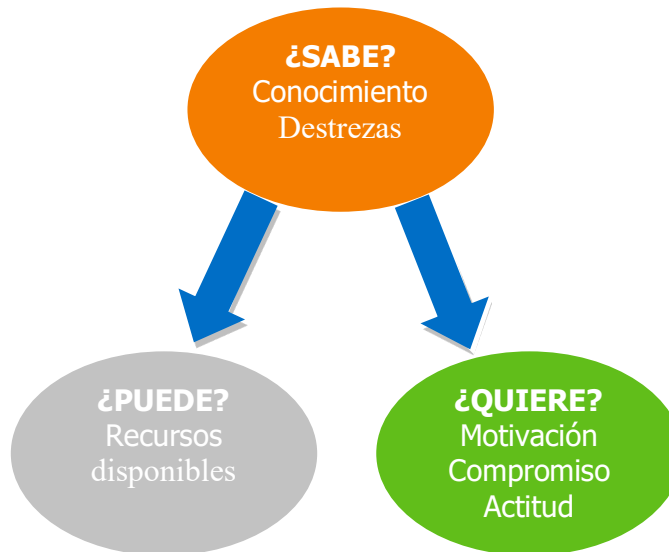 ¿SABE?
Conocimiento
Destrezas
¿PUEDE?
Recursos
disponibles
¿QUIERE?
Motivación
Compromiso
Actitud